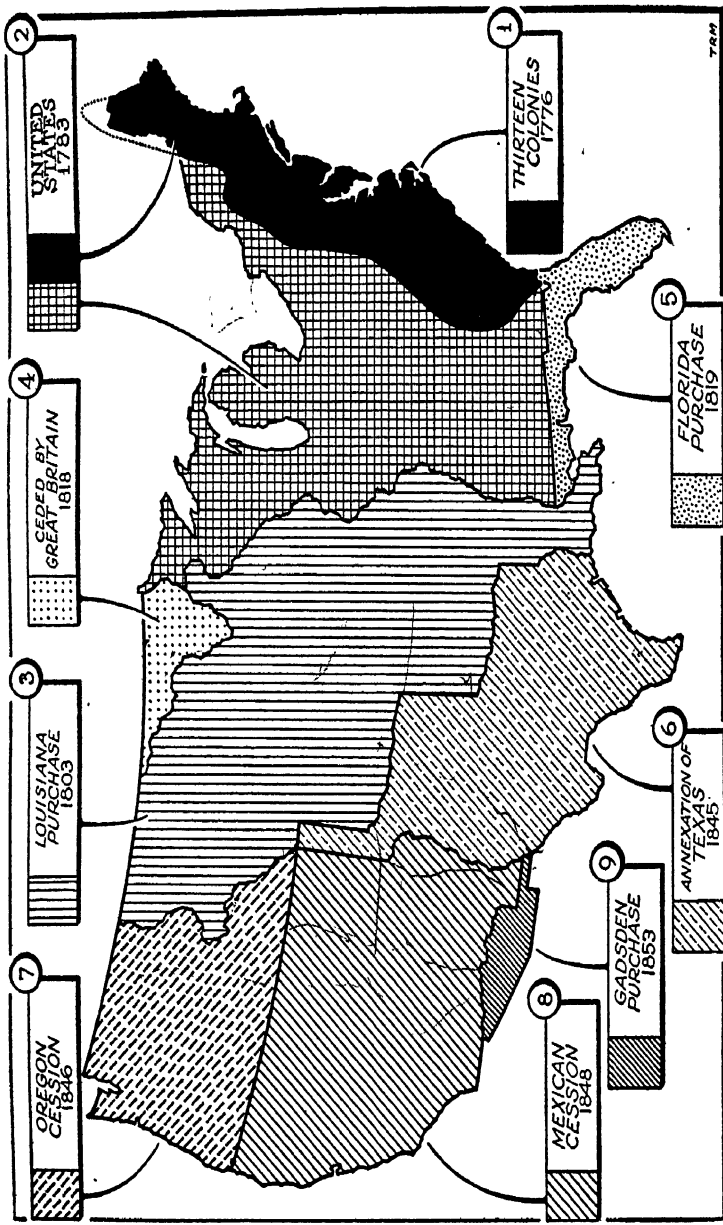 1
THIRTEEN
COLONIES
1776
2
UNITED
STATES
1783
3
LOUISIANA
PURCHASE
1803
4
CEDED BY
GREAT BRITAIN
1818
5
FLORIDA
PURCHASE
1819
6
ANNEXATION OF
TEXAS
1845
7
OREGON
CESSION
1846
8
MEXICAN
CESSION
1848
9
GADSDEN
PURCHASE
1853
TRM